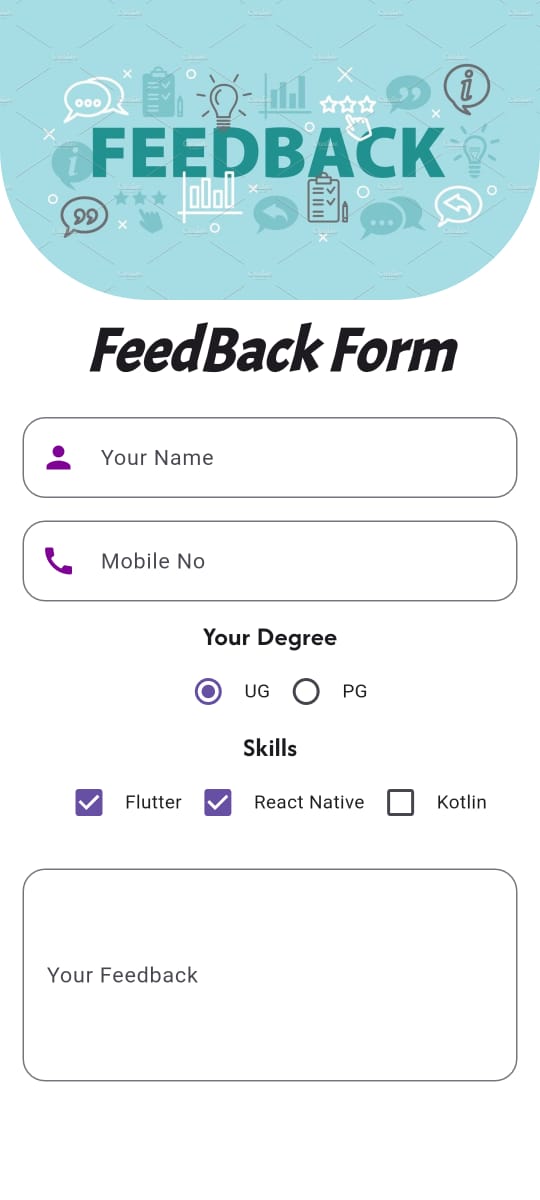 FEEDBACK
FeedBack Form
Your Name
Mobile No
Your Degree
UG PG
Skills
Flutter React Native Kotlin
Your Feedback